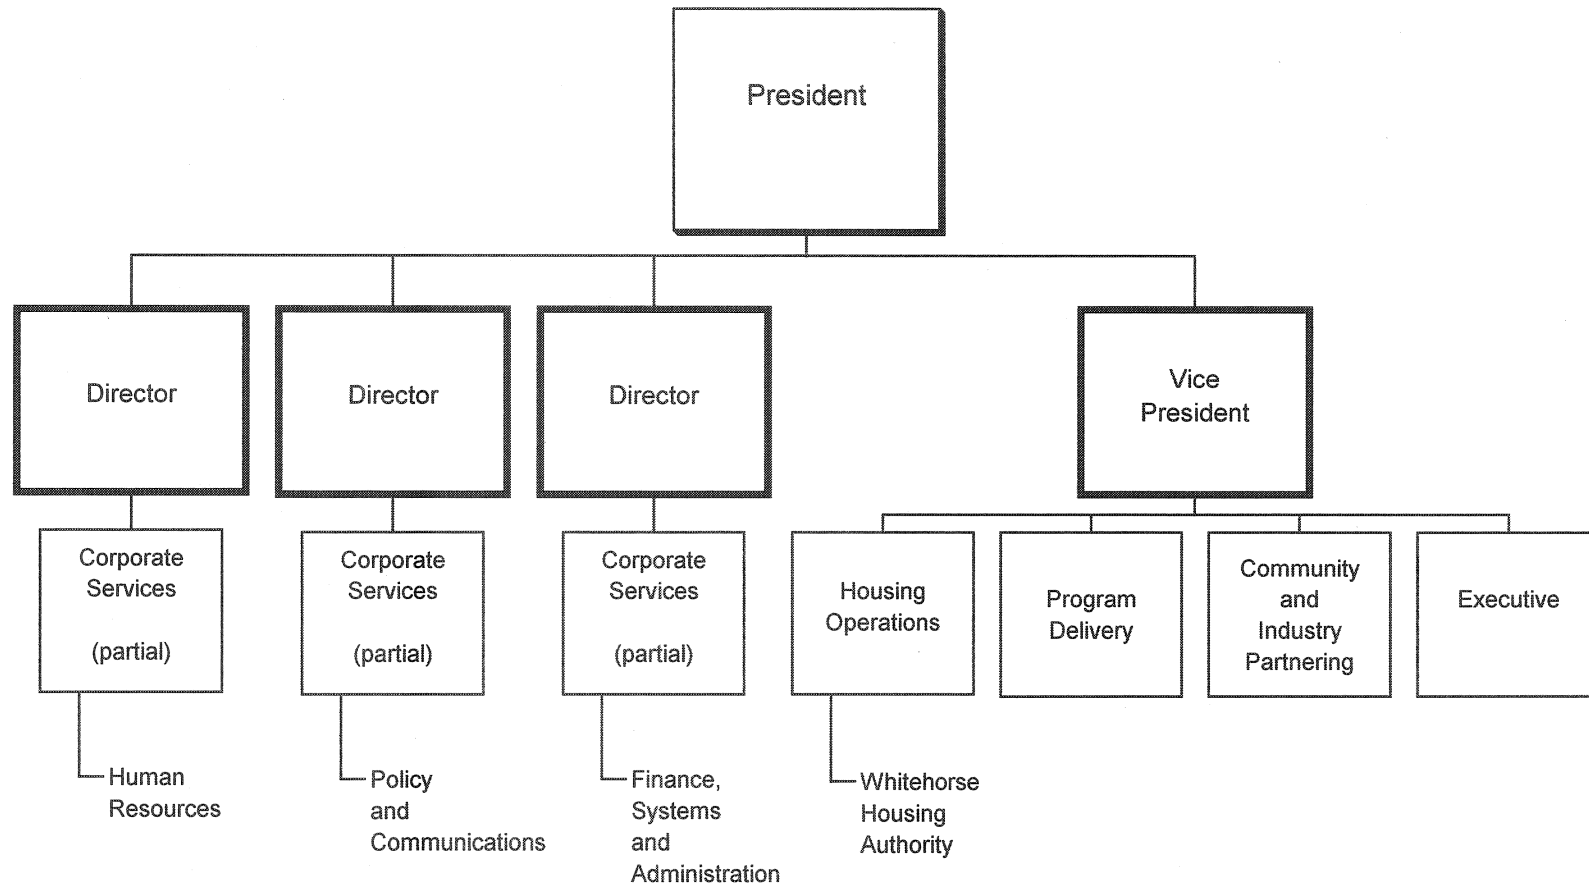 President
Director
Director
Director
Vice
President
Corporate
Services
(partial)
Corporate
Services
(partial)
Corporate
Services
(partial)
Housing
Operations
Program
Delivery
Community
and
Industry
Partnering
Executive
Human
Resources
Policy
and
Communications
Finance,
Systems
and
Administration
Whitehorse
Housing
Authority